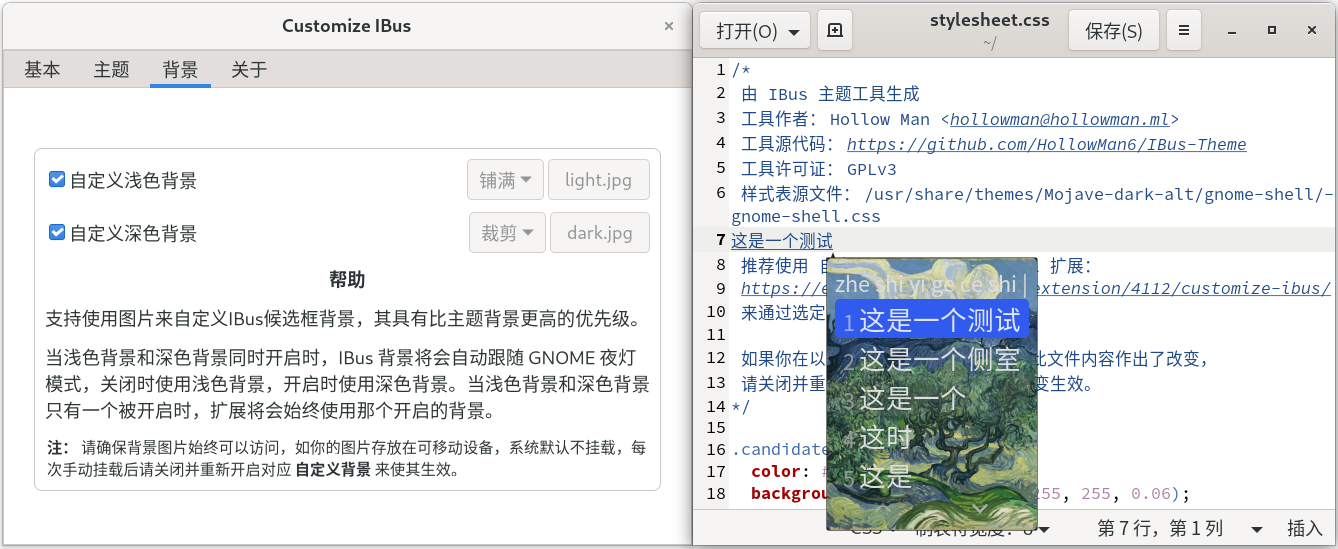 Customize IBus
×
基本 主题 背景 关于
自定义浅色背景 铺满 light.jpg
自定义深色背景 裁剪 dark.jpg
帮助
支持使用图片来自定义IBus候选框背景，其具有比主题背景更高的优先级。
当浅色背景和深色背景同时开启时，IBus 背景将会自动跟随 GNOME 夜灯
模式，关闭时使用浅色背景，开启时使用深色背景。当浅色背景和深色背景
只有一个被开启时，扩展将会始终使用那个开启的背景。
注： 请确保背景图片始终可以访问，如你的图片存放在可移动设备，系统默认不挂载，每
次手动挂载后请关闭并重新开启对应 自定义背景 来使其生效。
打开(O) stylesheet.css 保存(S)
~/
1 /*
2 由 IBus 主题工具生成
3 工具作者： Hollow Man <hollowman@hollowman.ml>
4 工具源代码： https://github.com/HollowMan6/IBus-Theme
5 工具许可证： GPLv3
6 样式表源文件： /usr/share/themes/Mojave-dark-alt/gnome-shell/-
gnome-shell.css
7 这是一个测试
8 推荐使用 扩展：
9 https://e extension/4112/customize-ibus/
10 来通过选定
11
12 如果你在以 此文件内容作出了改变，
13 请关闭并重 变生效。
14 */
15
16 .candidate
17 color: #
18 backgrou 255, 255, 0.06);
zhe shi yi ge ce shi |
1 这是一个测试
2 这是一个侧室
3 这是一个
4 这时
5 这是
CSS 制表符宽度：8 第 7 行，第 1 列 插入